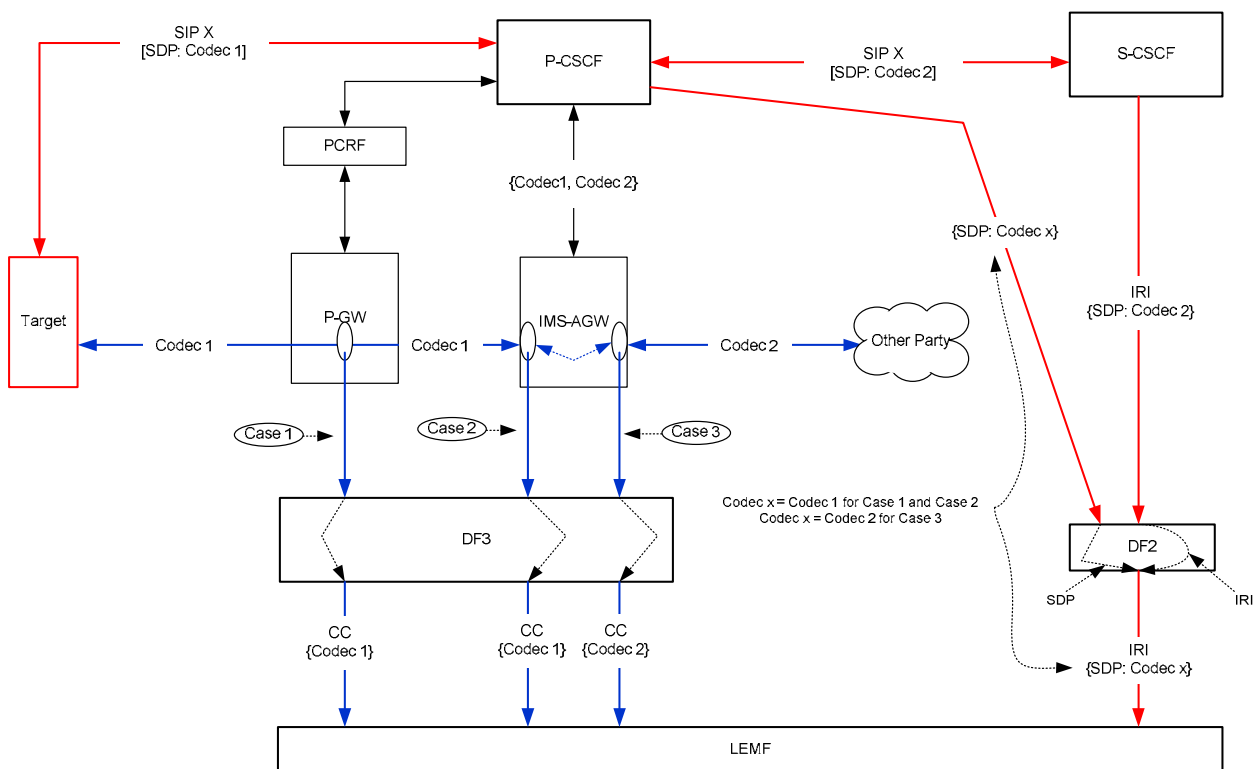 SIP X
[SDP: Codec 1]
P-CSCF
SIP X
[SDP: Codec 2]
S-CSCF
PCRF
{Codec1, Codec 2}
{SDP: Codec x}
Target
P-GW
IMS-AGW
IRI
{SDP: Codec 2}
Codec 1
Codec 1
Codec 2
Other Party
Case 1
Case 2
Case 3
Codec x = Codec 1 for Case 1 and Case 2
Codec x = Codec 2 for Case 3
DF3
DF2
SDP
IRI
CC
{Codec 1}
CC
{Codec 1}
CC
{Codec 2}
IRI
{SDP: Codec x}
LEMF